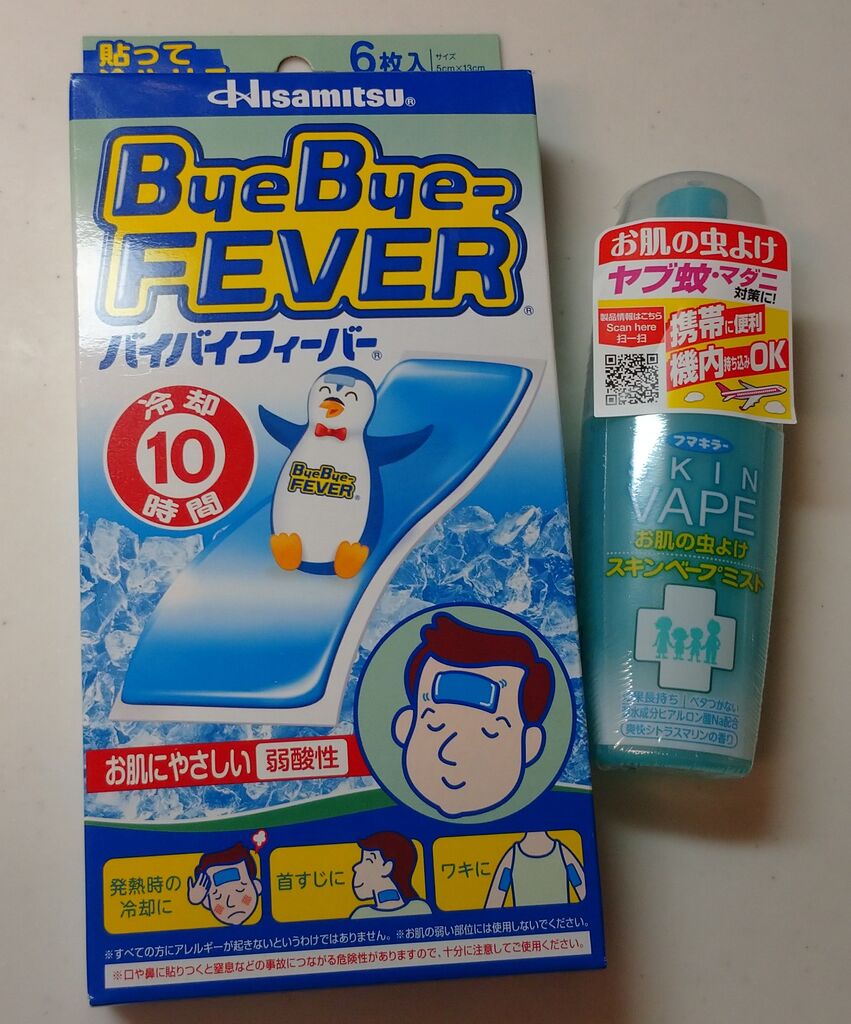 貼って
6枚入
サイズ
5cm×13cm
Hisamitsu®
ByeBye-
FEVER®
バイバイフィーバー®
冷却
10
時間
ByeBye-
FEVER®
お肌にやさしい 弱酸性
発熱時の
冷却に
首すじに
ワキに
※すべての方にアレルギーが起きないというわけではありません。※お肌の弱い部位には使用しないでください。
※口や鼻に貼りつくと窒息などの事故につながる危険性がありますので、十分に注意してご使用ください。
お肌の虫よけ
ヤブ蚊・マダニ
対策に!
製品情報はこちら
Scan here
扫一扫
携帯に便利
機内持ち込みOK
フマキラー
SKIN
VAPE
お肌の虫よけ
スキンベープミスト
果長持ち ベタつかない
水成分ヒアルロン酸Na配合
爽快シトラスマリンの香り